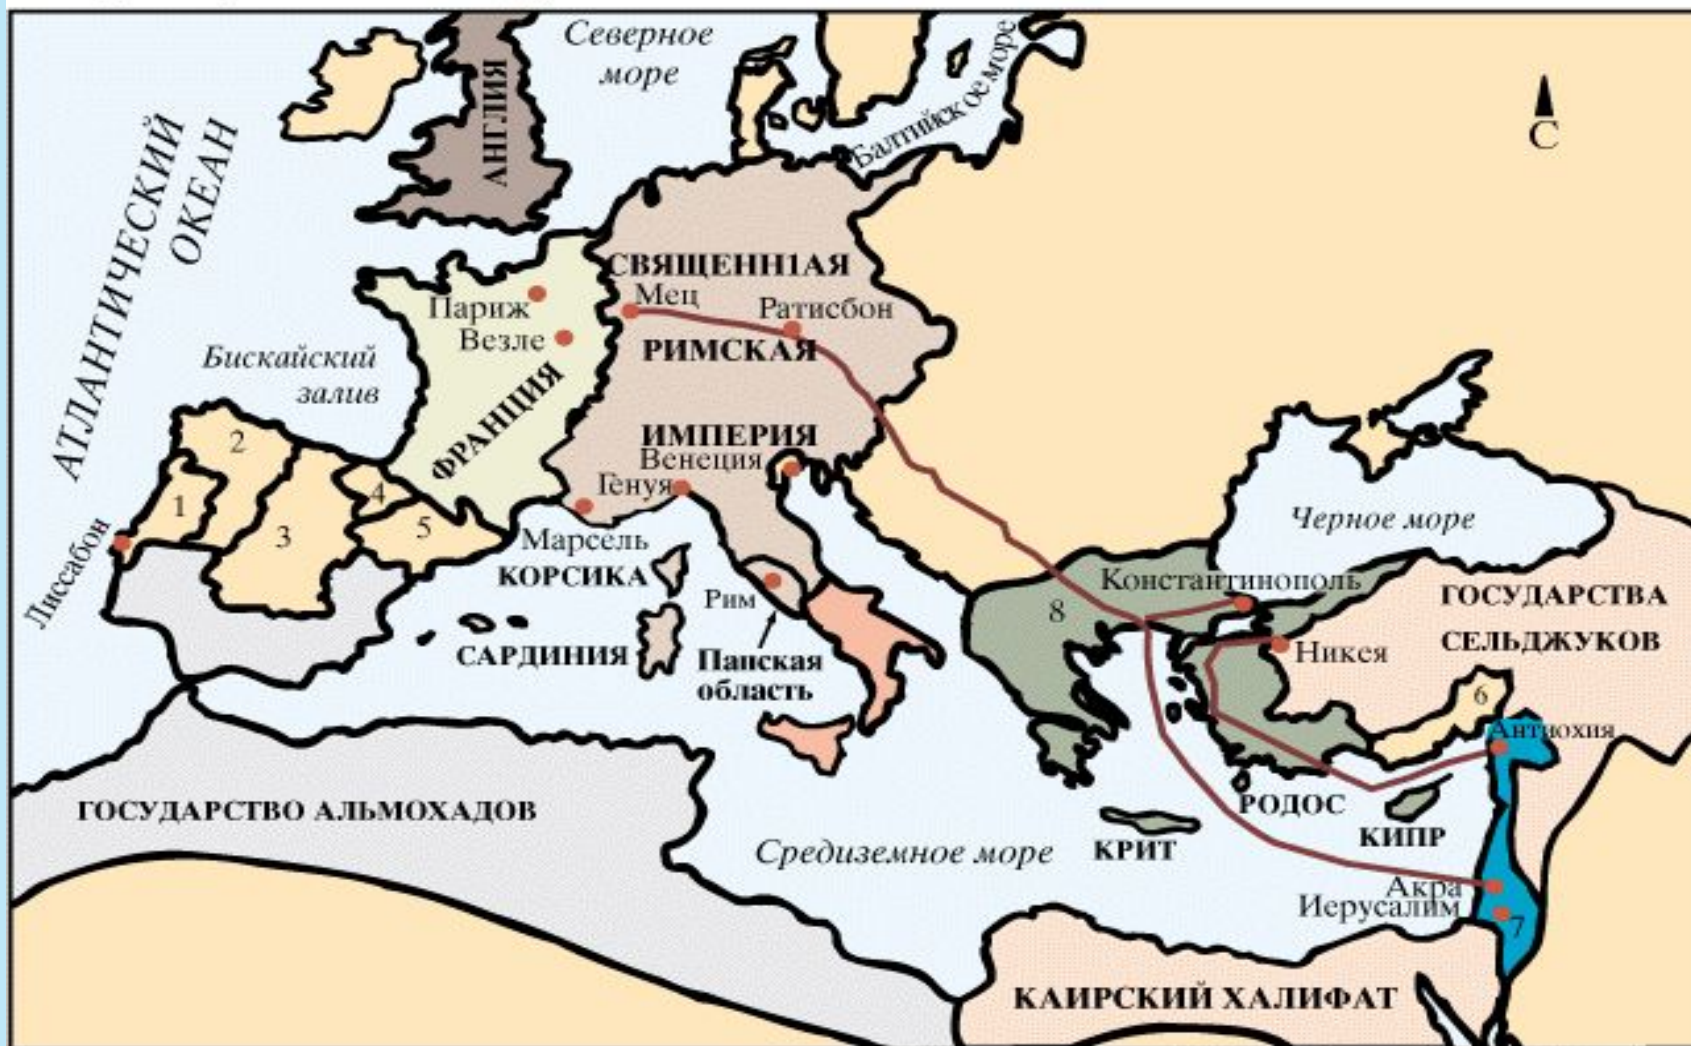 Северное
море
АНГЛИЯ
Балтийское море
С
АТЛАНТИЧЕСКИЙ
ОКЕАН
СВЯЩЕНН1АЯ
Мец
Ратисбон
Париж
Везле
РИМСКАЯ
Бискайский
залив
ФРАНЦИЯ
ИМПЕРИЯ
Венеция
Генуя
2
4
1
3
5
Лиссабон
Марсель
КОРСИКА
Рим
САРДИНИЯ
Папская
область
Черное море
Константинополь
8
ГОСУДАРСТВА
СЕЛЬДЖУКОВ
Никея
6
Антиохия
РОДОС
КИПР
КРИТ
ГОСУДАРСТВО АЛЬМОХАДОВ
Средиземное море
Акра
Иерусалим
7
КАИРСКИЙ ХАЛИФАТ